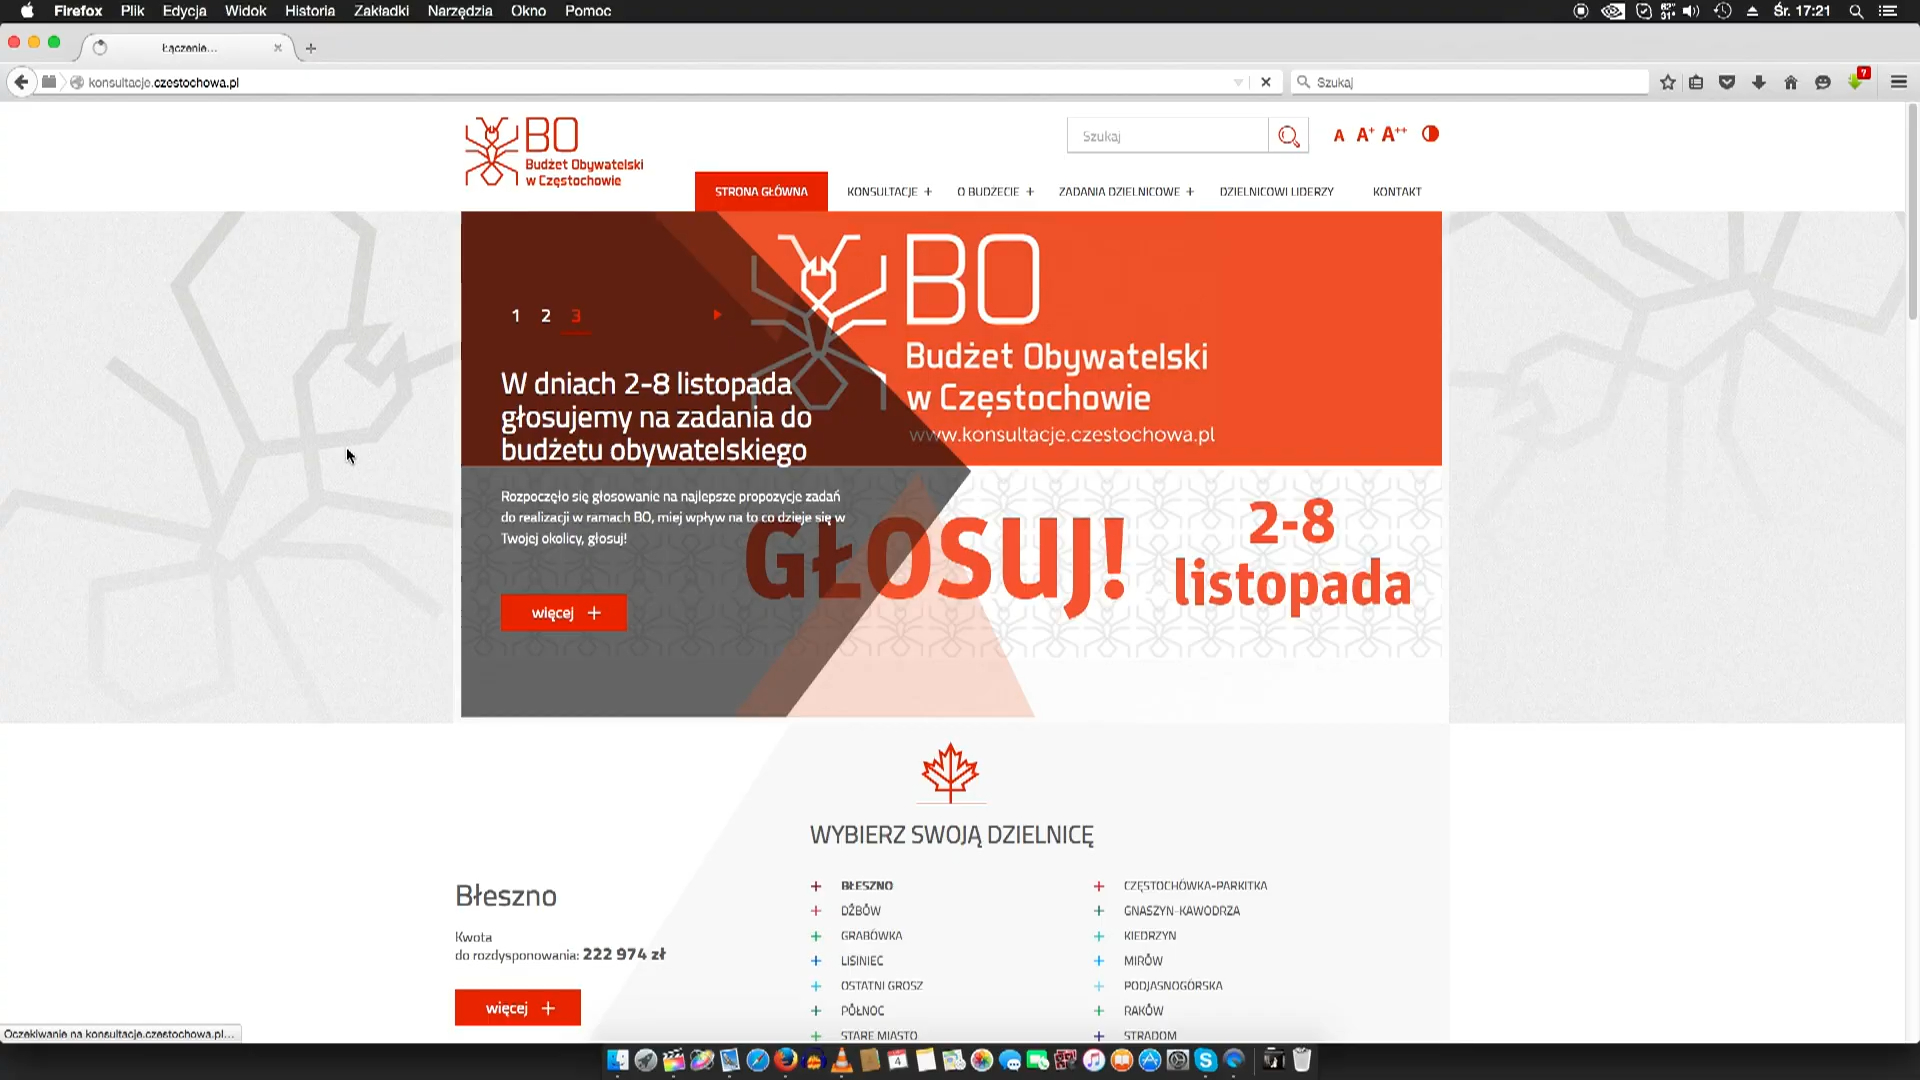 Firefox Plik Edycja Widok Historia Zakładki Narzędzia Okno Pomoc
Śr. 17:21
Łączenie...
konsultacje.czestochowa.pl
Szukaj
7
BO
Budżet Obywatelski
w Częstochowie
Szukaj
A A+ A++
STRONA GŁÓWNA KONSULTACJE + O BUDZECIE + ZADANIA DZIELNICOWE + DZIELNICOWI LIDERZY KONTAKT
BO
Budżet Obywatelski
w Częstochowie
www.konsultacje.czestochowa.pl
1 2 3
W dniach 2-8 listopada
głosujemy na zadania do
budżetu obywatelskiego
Rozpoczęło się głosowanie na najlepsze propozycje zadań
do realizacji w ramach BO, miej wpływ na to co dzieje się w
Twojej okolicy, głosuj!
więcej +
GŁOSUJ!
2-8
listopada
WYBIERZ SWOJĄ DZIELNICĘ
Błeszno
Kwota
do rozdysponowania: 222 974 zł
więcej +
+ BŁESZNO
+ DŹBÓW
+ GRABÓWKA
+ LISINIEC
+ OSTATNI GROSZ
+ PÓŁNOC
+ STARE MIASTO
+ CZĘSTOCHÓWKA-PARKITKA
+ GNASZYN-KAWODRZA
+ KIEDRZYN
+ MIRÓW
+ PODJASNOGÓRSKA
+ RAKÓW
+ STRADOM
Oczekiwanie na konsultacje.czestochowa.pl...
4